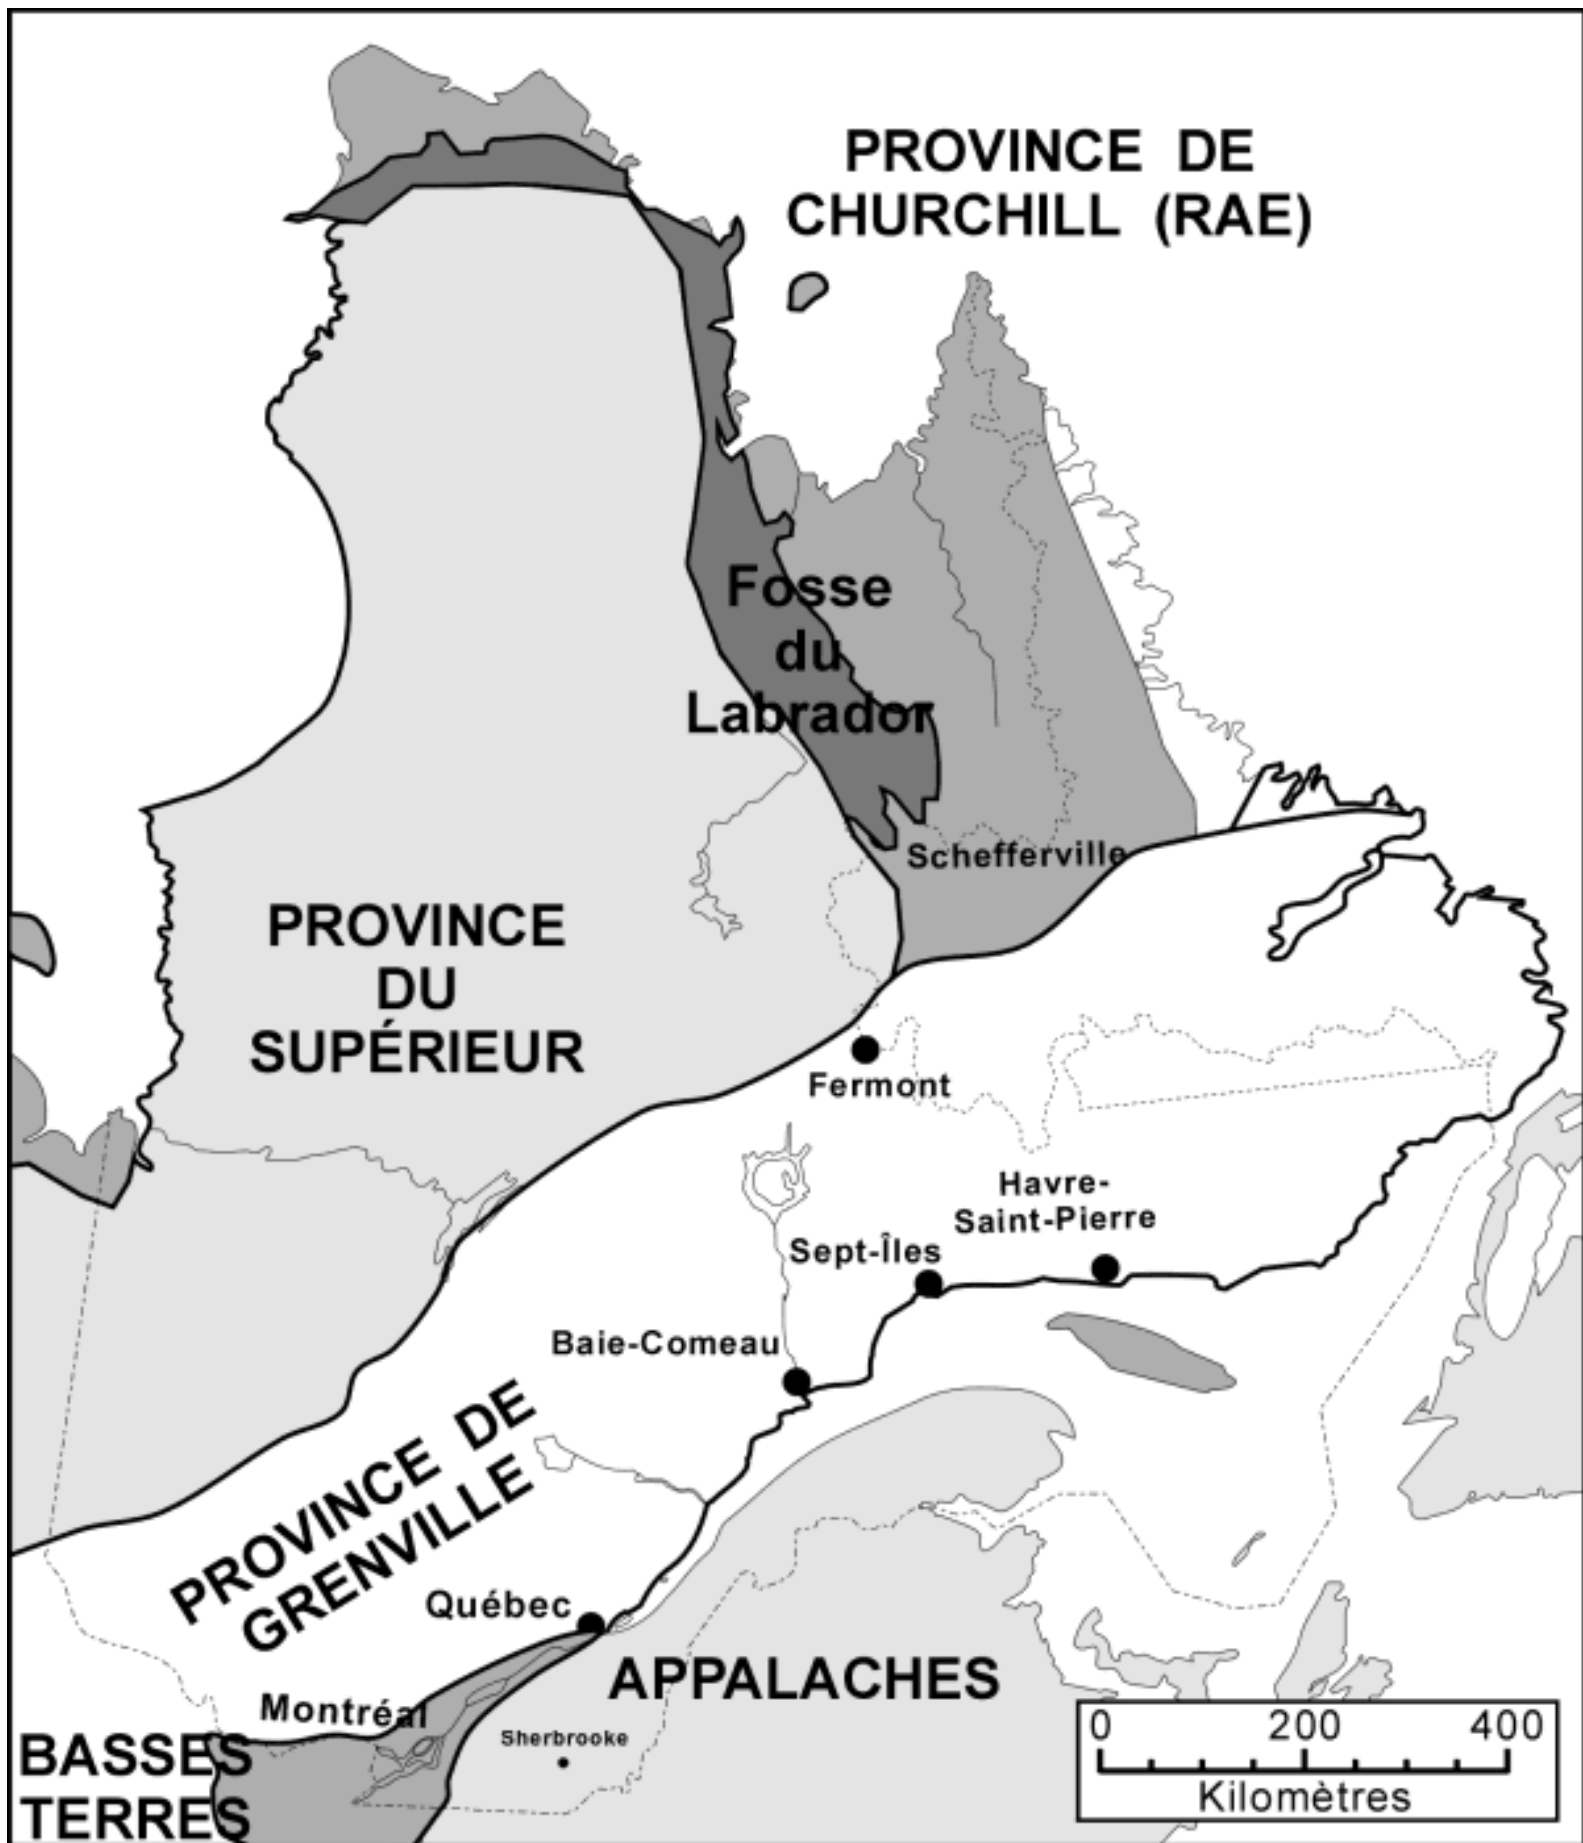 PROVINCE DE
CHURCHILL (RAE)
Fosse
du
Labrador
Schefferville
PROVINCE
DU
SUPÉRIEUR
Fermont
Havre-
Saint-Pierre
Sept-Îles
Baie-Comeau
PROVINCE DE
GRENVILLE
Québec
APPALACHES
Montréal
Sherbrooke
BASSES
TERRES
0 200 400
Kilomètres